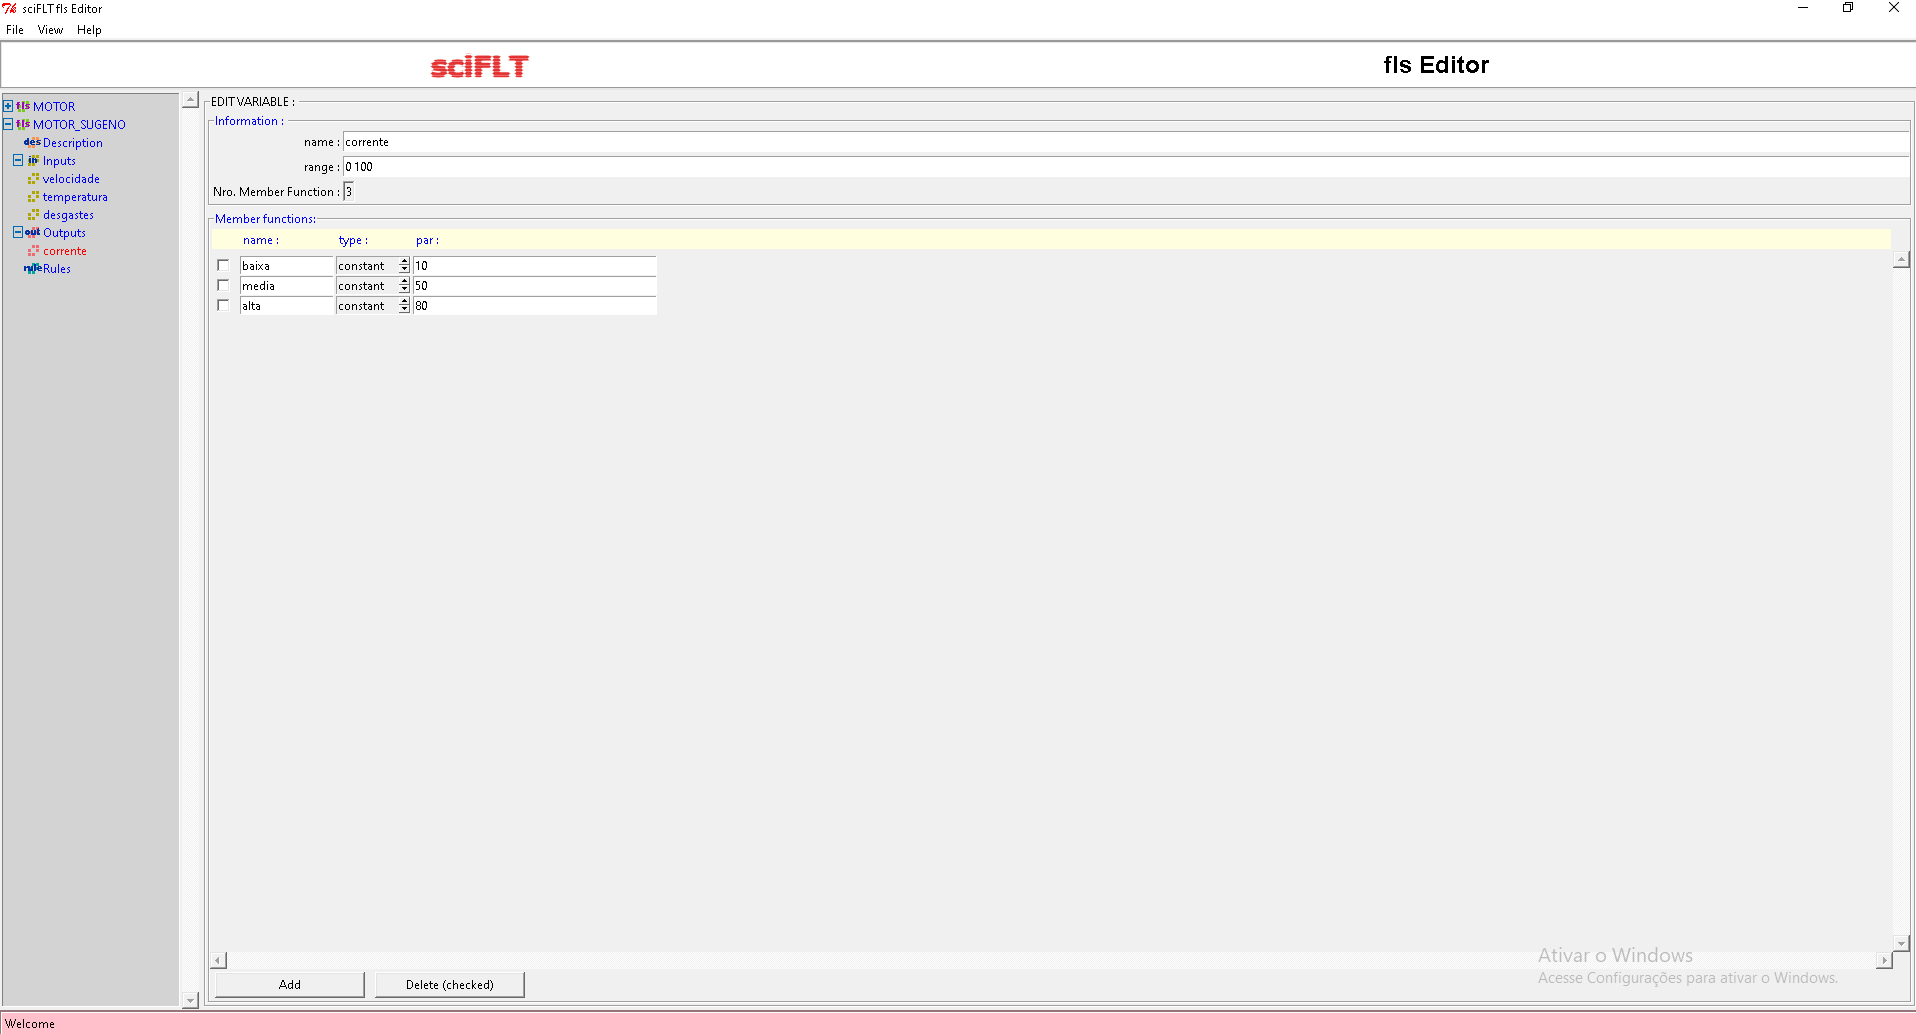 sciFLT fls Editor
File View Help
sciFLT
fls Editor
fls MOTOR
fls MOTOR_SUGENO
des Description
in Inputs
velocidade
temperatura
desgastes
out Outputs
corrente
rule Rules
EDIT VARIABLE :
Information :
name : corrente
range : 0 100
Nro. Member Function : 3
Member functions:
name : type : par :
baixa constant 10
media constant 50
alta constant 80
Add Delete (checked)
Ativar o Windows
Acesse Configurações para ativar o Windows.
Welcome